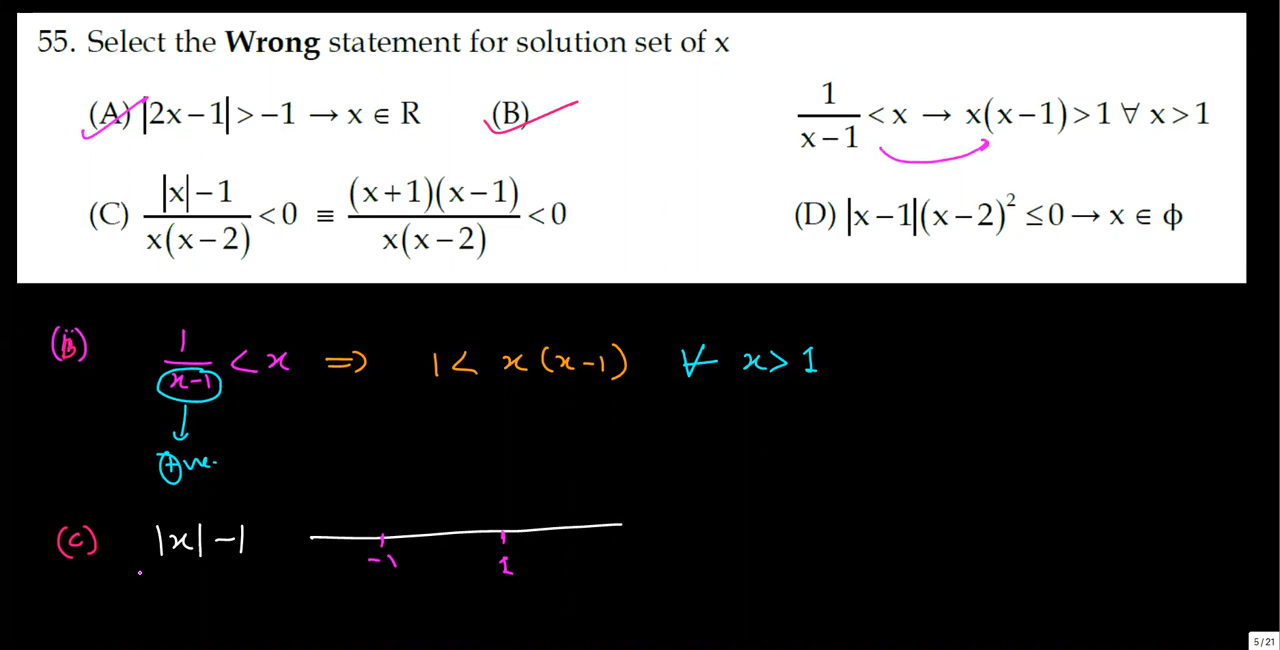 55. Select the Wrong statement for solution set of x
(A) |2x−1| > −1 → x ∈ R (B) 1/(x−1) < x → x(x−1) > 1 ∀ x > 1
(C) (|x|−1)/(x(x−2)) < 0 ≡ ((x+1)(x−1))/(x(x−2)) < 0 (D) |x−1|(x−2)² ≤ 0 → x ∈ ϕ
(B) 1/(x−1) < x ⇒ 1 < x(x−1) ∀ x > 1
↓
⊕ve.
(C) |x| −1
−1 1
5 / 21